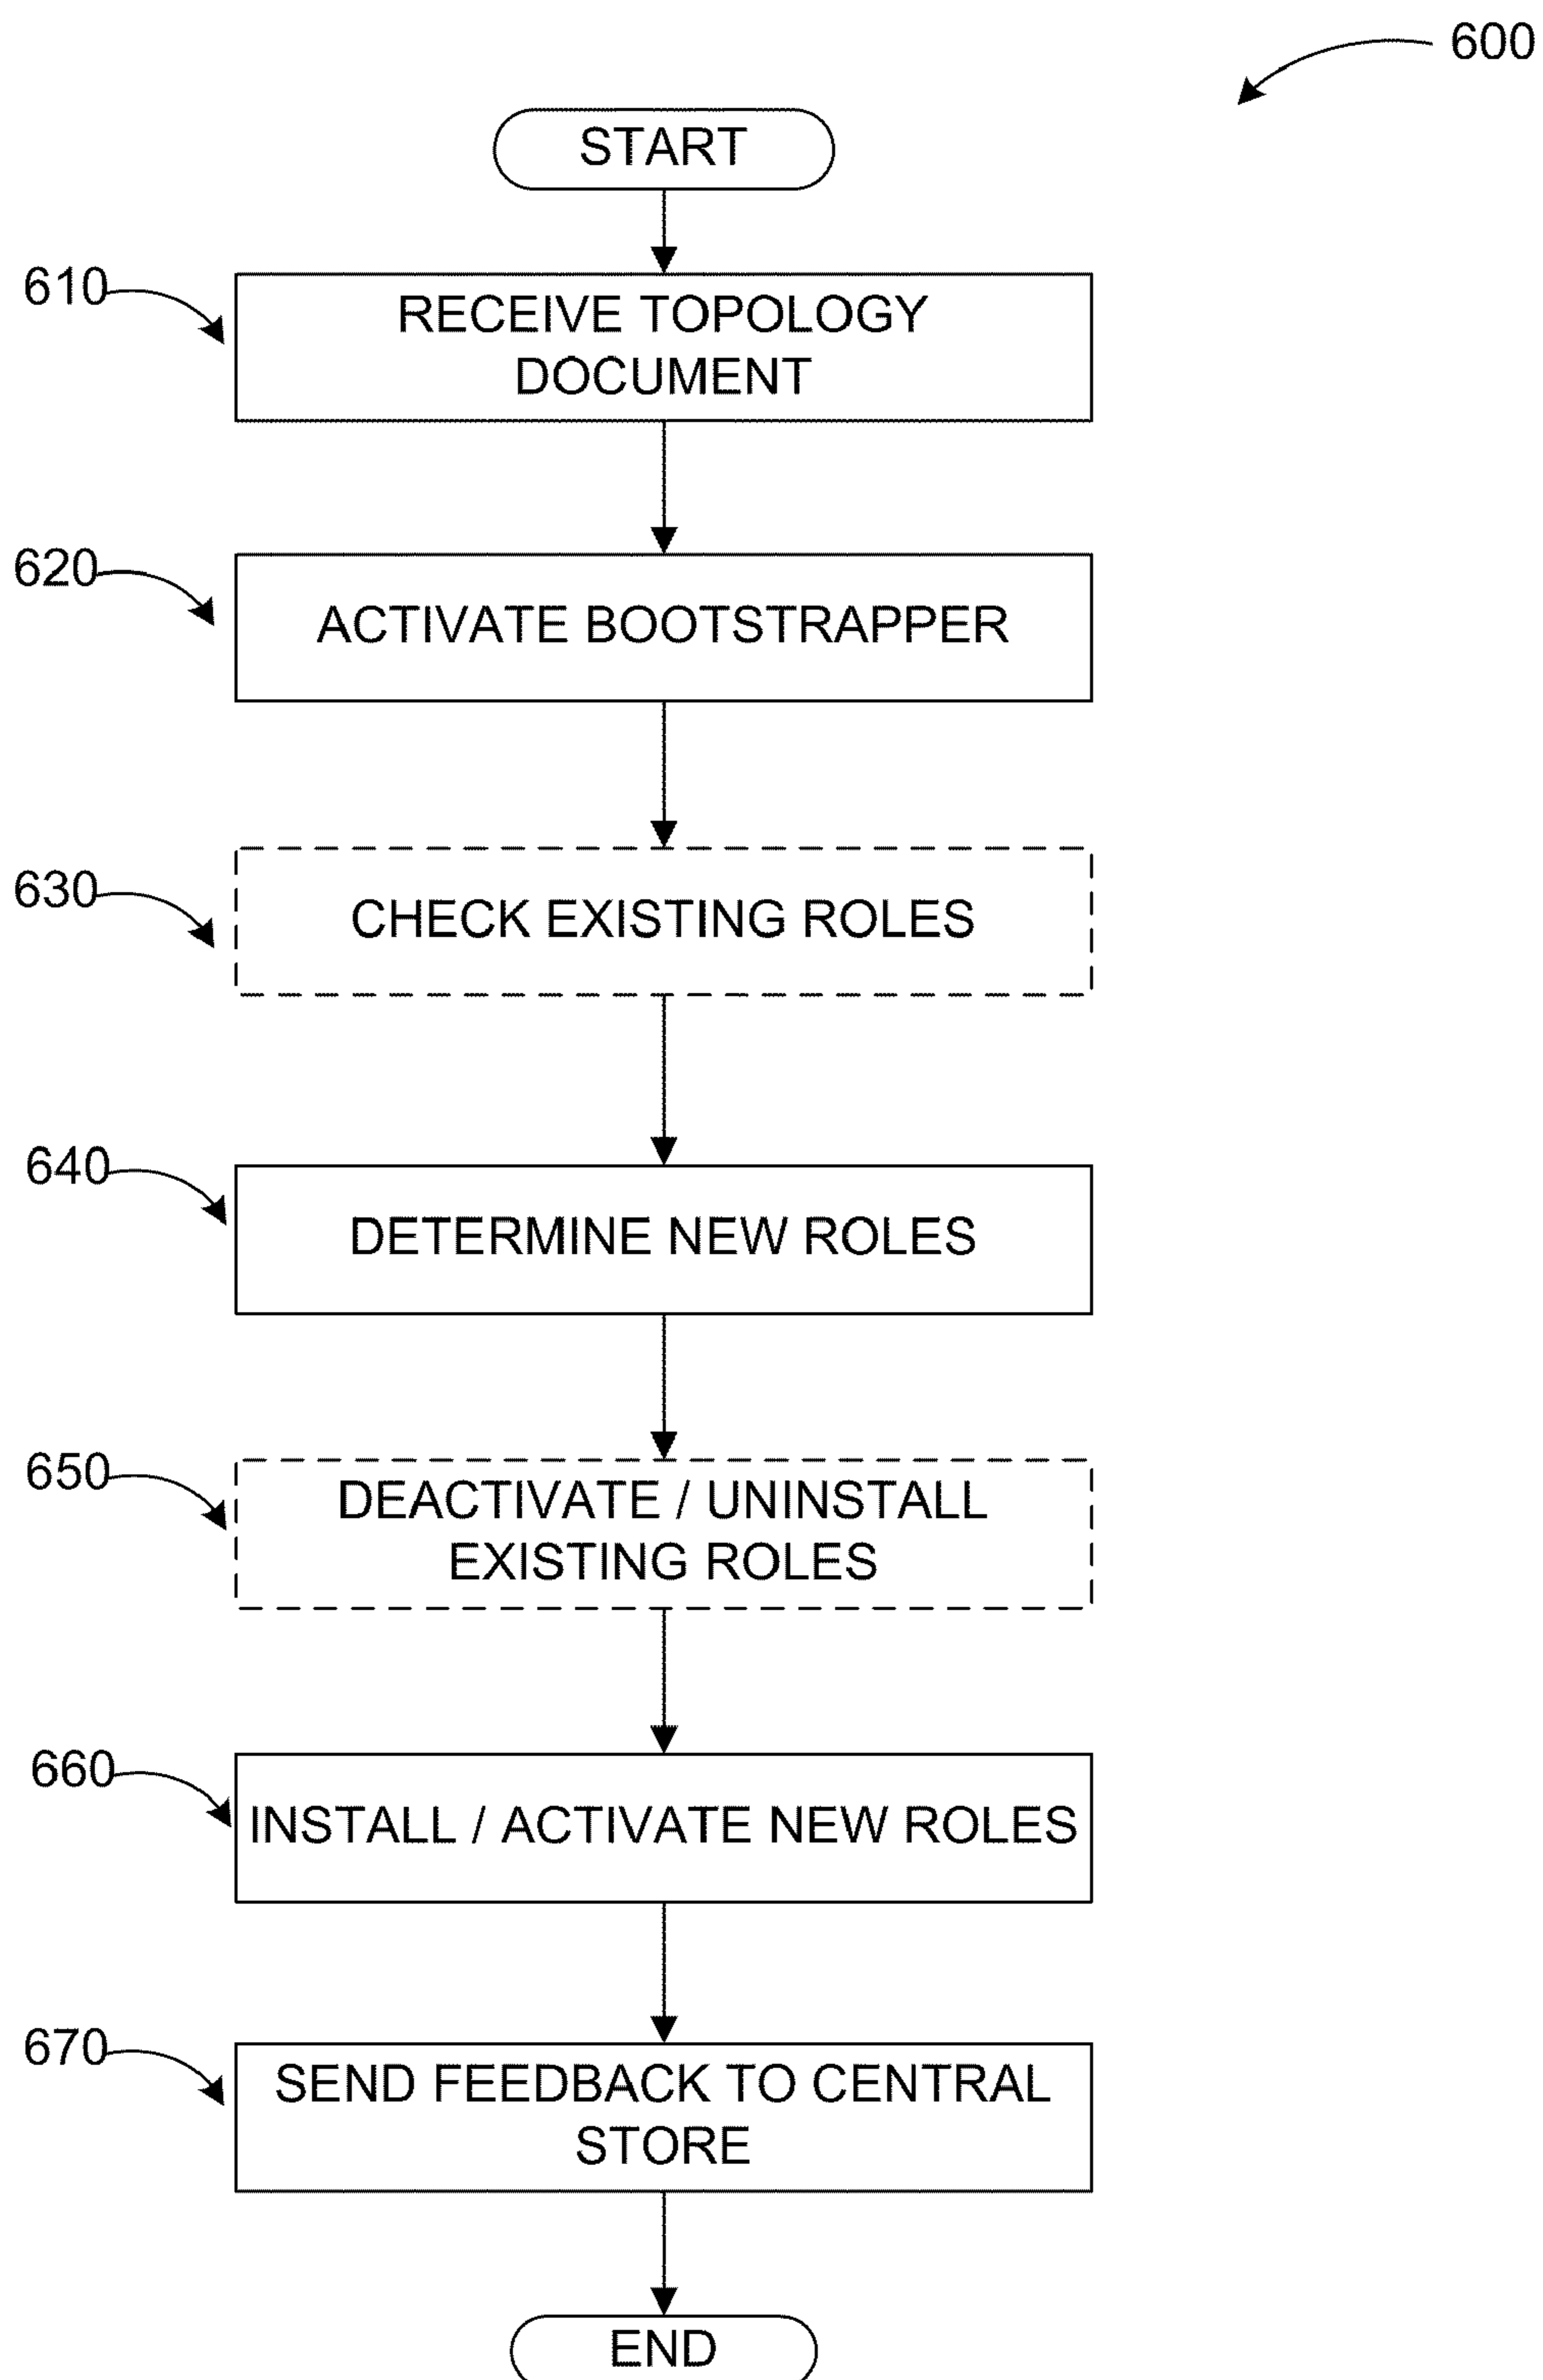 600
START
610
RECEIVE TOPOLOGY
DOCUMENT
620
ACTIVATE BOOTSTRAPPER
630
CHECK EXISTING ROLES
640
DETERMINE NEW ROLES
650
DEACTIVATE / UNINSTALL
EXISTING ROLES
660
INSTALL / ACTIVATE NEW ROLES
670
SEND FEEDBACK TO CENTRAL
STORE
END